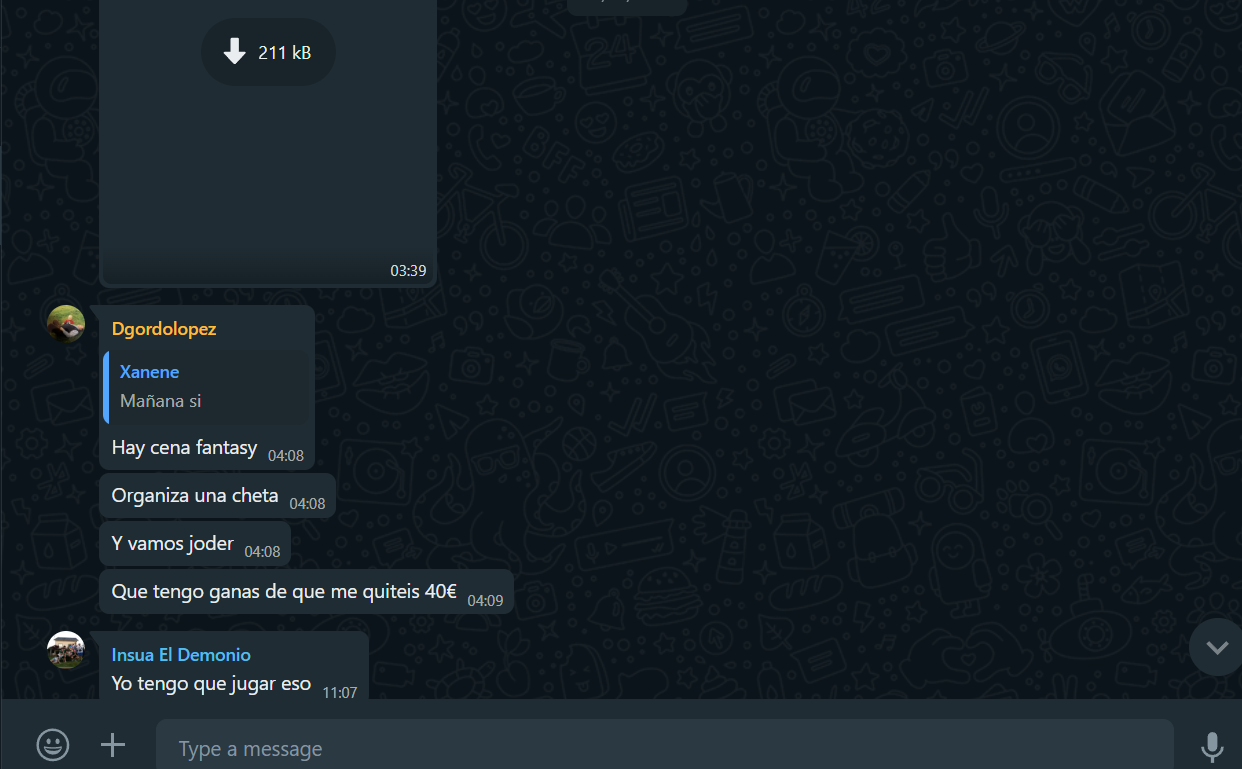 211 kB
03:39
Dgordolopez
Xanene
Mañana si
Hay cena fantasy 04:08
Organiza una cheta 04:08
Y vamos joder 04:08
Que tengo ganas de que me quiteis 40€ 04:09
Insua El Demonio
Yo tengo que jugar eso 11:07
Type a message